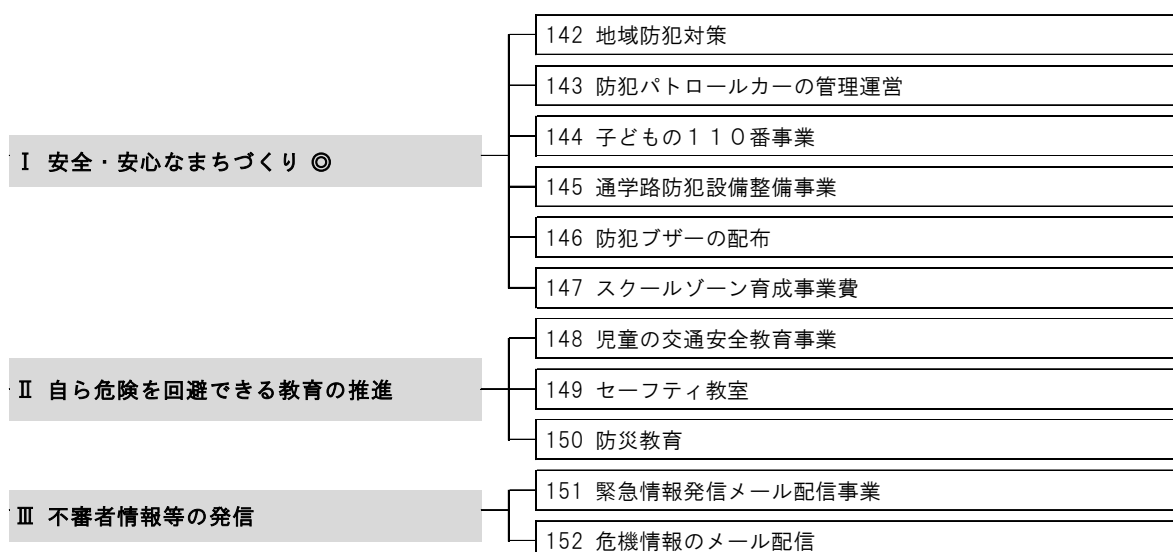 142 地域防犯対策
143 防犯パトロールカーの管理運営
144 子どもの１１０番事業
Ⅰ 安全・安心なまちづくり ◎
145 通学路防犯設備整備事業
146 防犯ブザーの配布
147 スクールゾーン育成事業費
148 児童の交通安全教育事業
Ⅱ 自ら危険を回避できる教育の推進
149 セーフティ教室
150 防災教育
151 緊急情報発信メール配信事業
Ⅲ 不審者情報等の発信
152 危機情報のメール配信